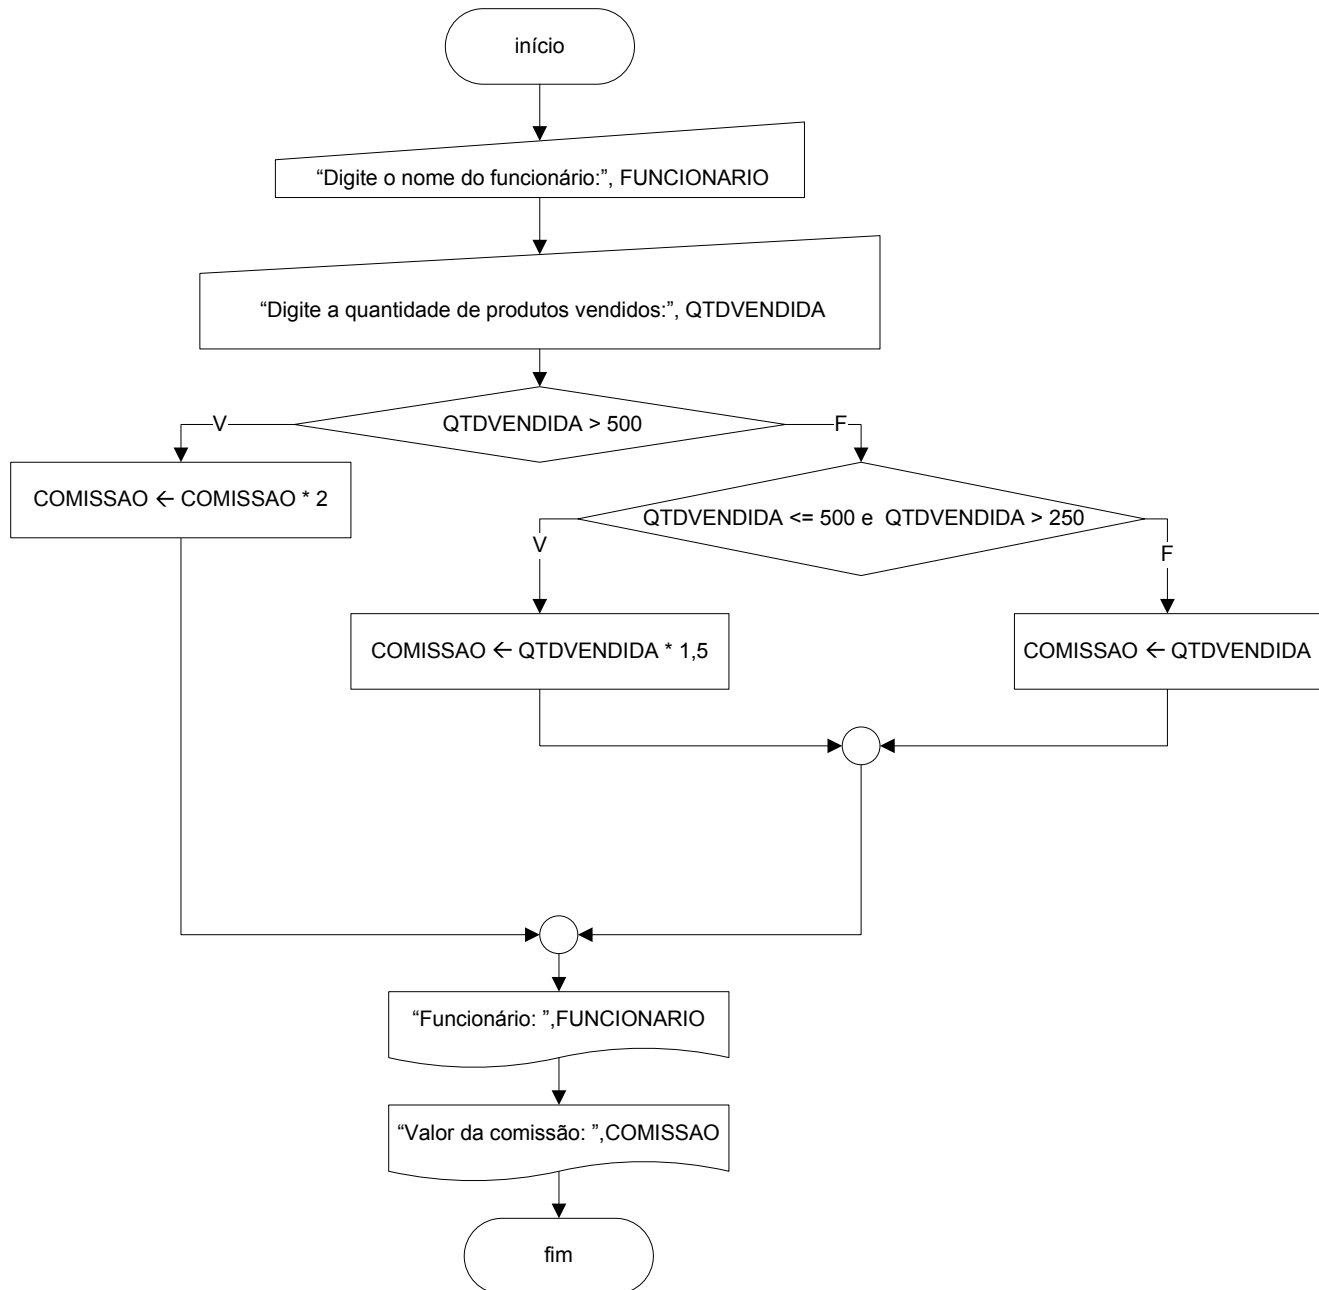 início
“Digite o nome do funcionário:”, FUNCIONARIO
“Digite a quantidade de produtos vendidos:”, QTDVENDIDA
QTDVENDIDA > 500
V
F
COMISSAO ← COMISSAO * 2
QTDVENDIDA <= 500 e  QTDVENDIDA > 250
V
F
COMISSAO ← QTDVENDIDA * 1,5
COMISSAO ← QTDVENDIDA
“Funcionário: ”,FUNCIONARIO
“Valor da comissão: ”,COMISSAO
fim